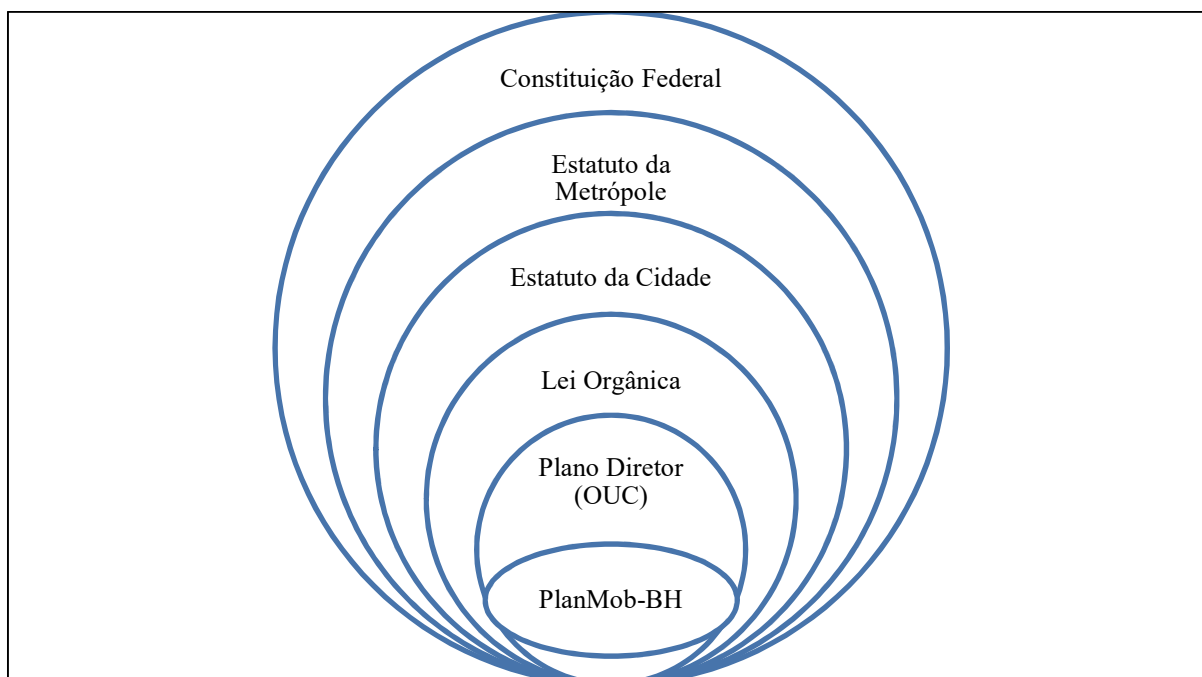 Constituição Federal
Estatuto da
Metrópole
Estatuto da Cidade
Lei Orgânica
Plano Diretor
(OUC)
PlanMob-BH